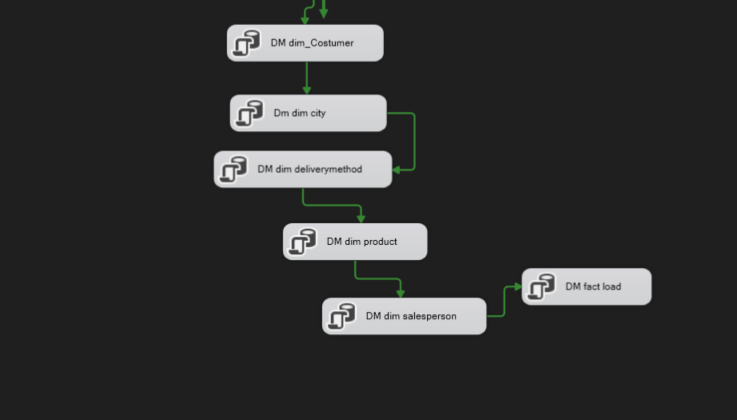 DM dim_Costumer
Dm dim city
DM dim deliverymethod
DM dim product
DM fact load
DM dim salesperson